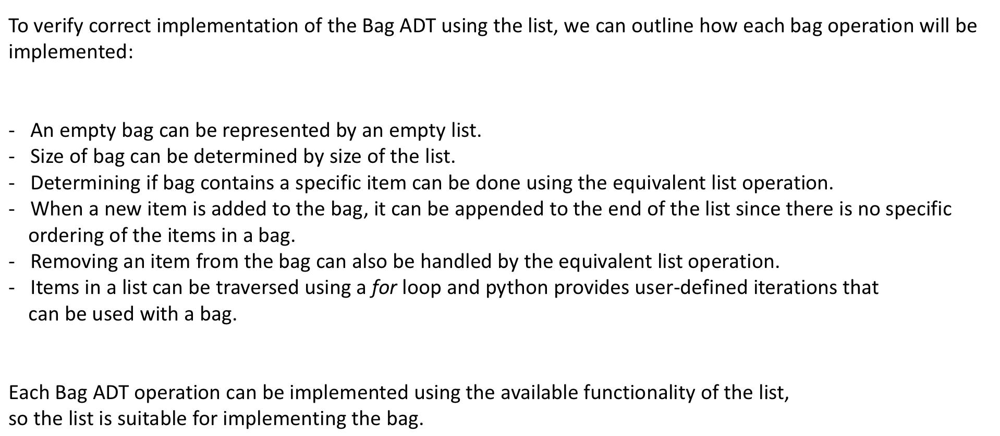 To verify correct implementation of the Bag ADT using the list, we can outline how each bag operation will be
implemented:
- An empty bag can be represented by an empty list.
- Size of bag can be determined by size of the list.
- Determining if bag contains a specific item can be done using the equivalent list operation.
- When a new item is added to the bag, it can be appended to the end of the list since there is no specific
ordering of the items in a bag.
- Removing an item from the bag can also be handled by the equivalent list operation.
- Items in a list can be traversed using a for loop and python provides user-defined iterations that
can be used with a bag.
Each Bag ADT operation can be implemented using the available functionality of the list,
so the list is suitable for implementing the bag.